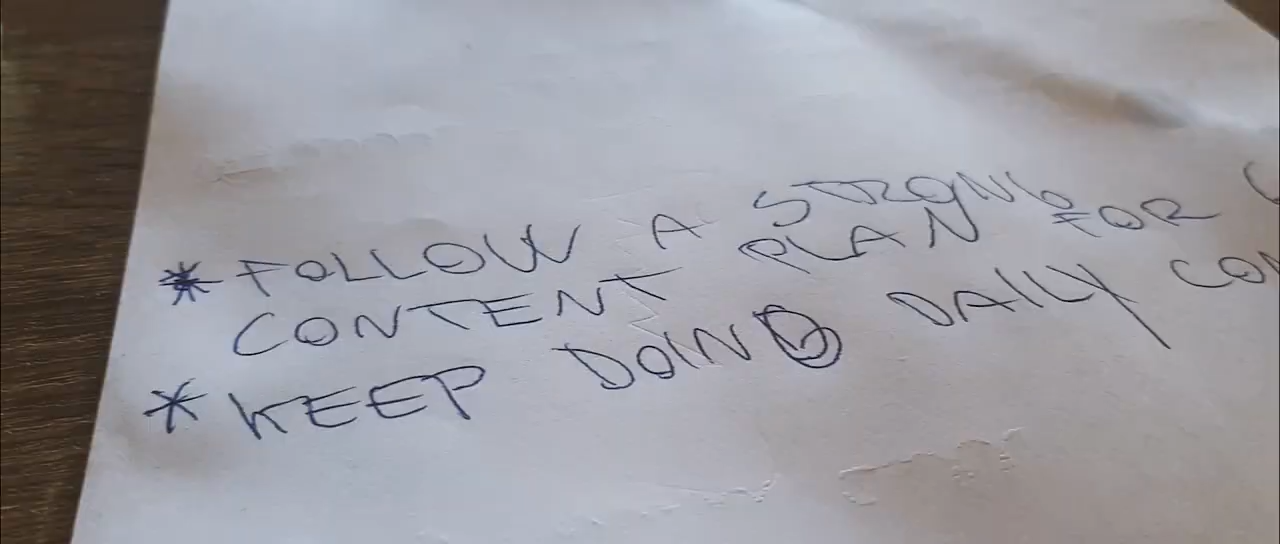 * FOLLOW A STRONG
CONTENT PLAN FOR
* KEEP DOING DAILY